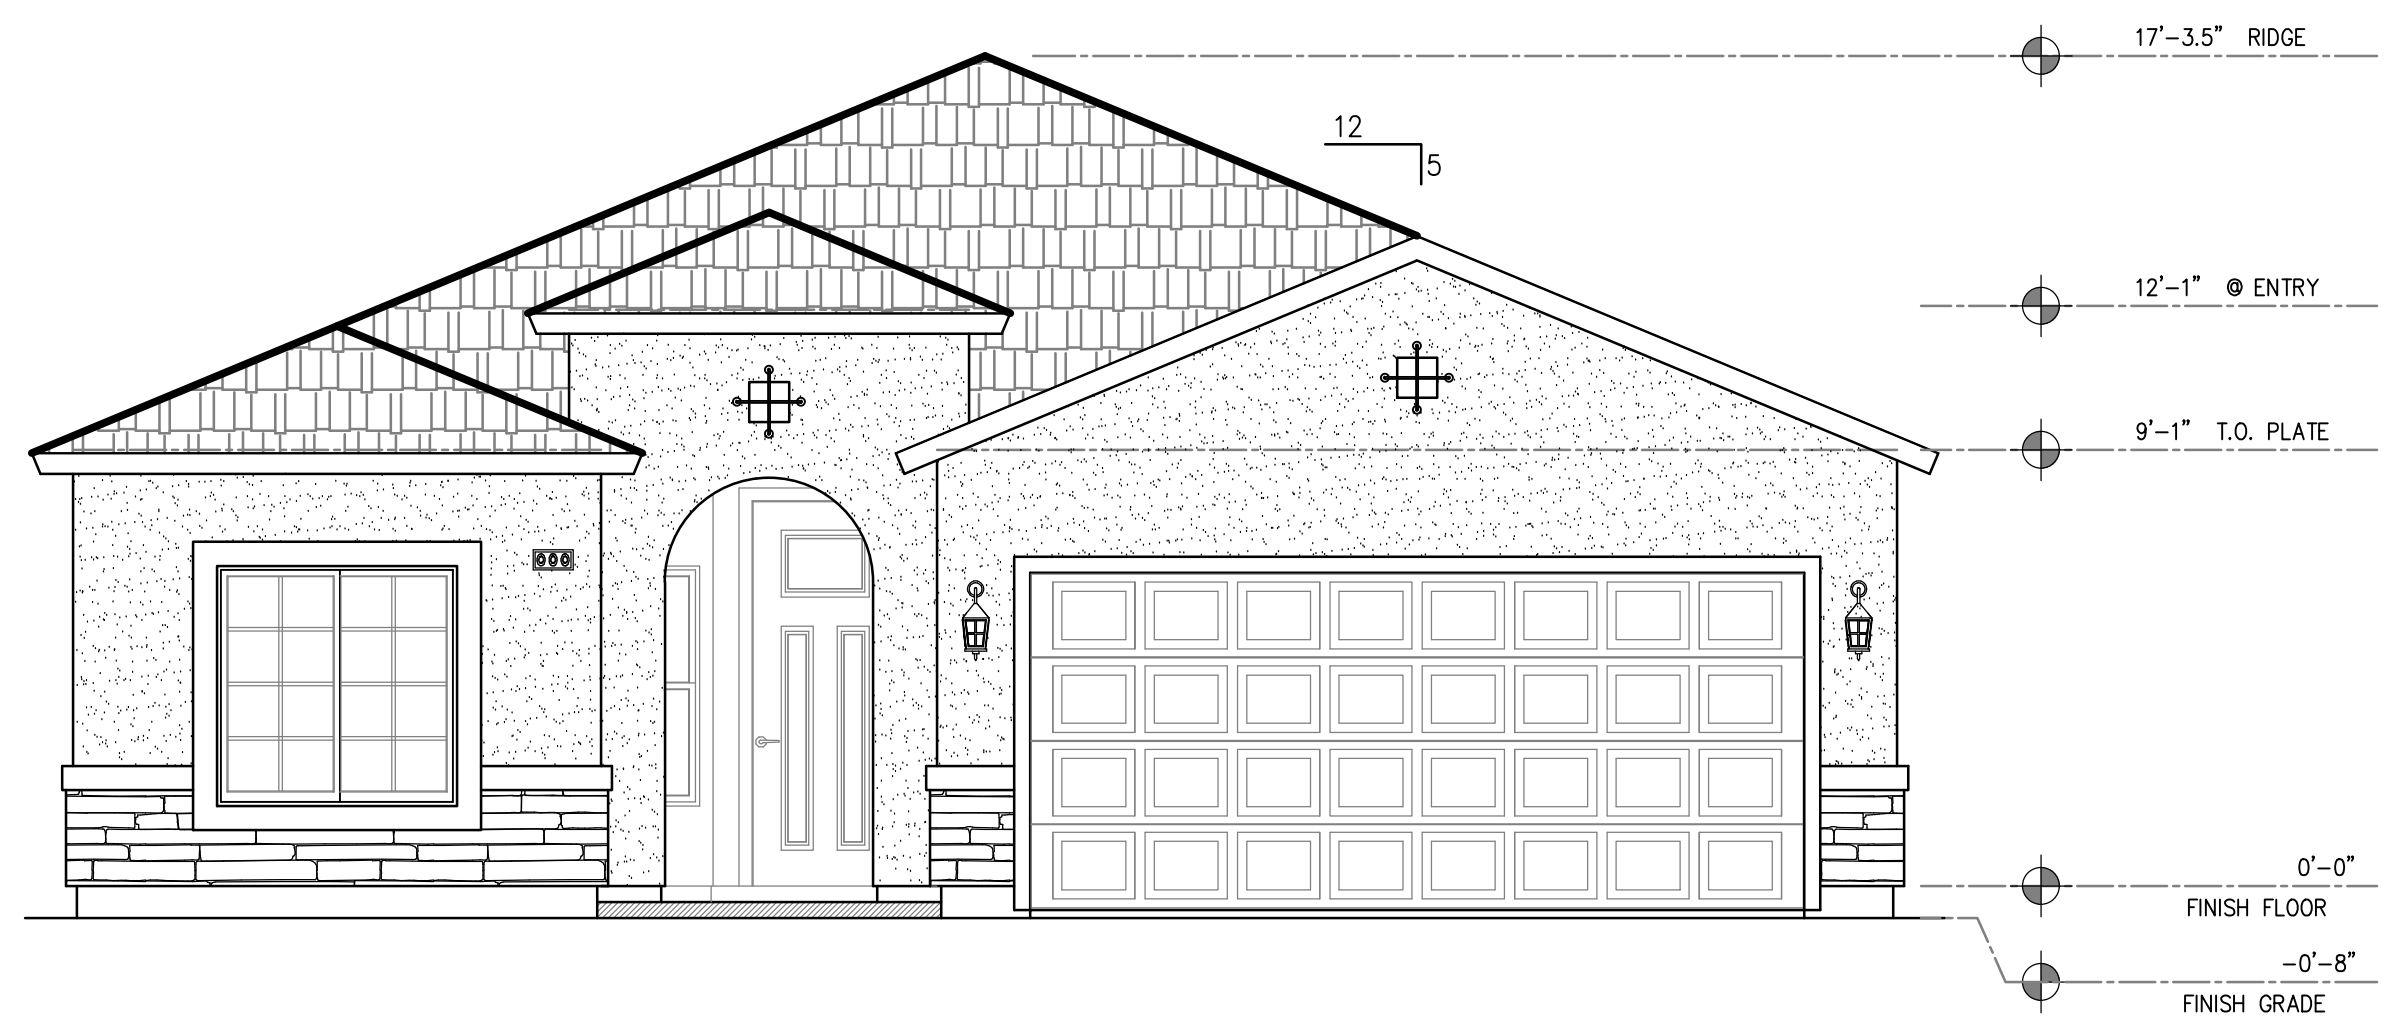 17'-3.5" RIDGE
12
5
12'-1" @ ENTRY
9'-1" T.O. PLATE
000
0'-0"
FINISH FLOOR
-0'-8"
FINISH GRADE